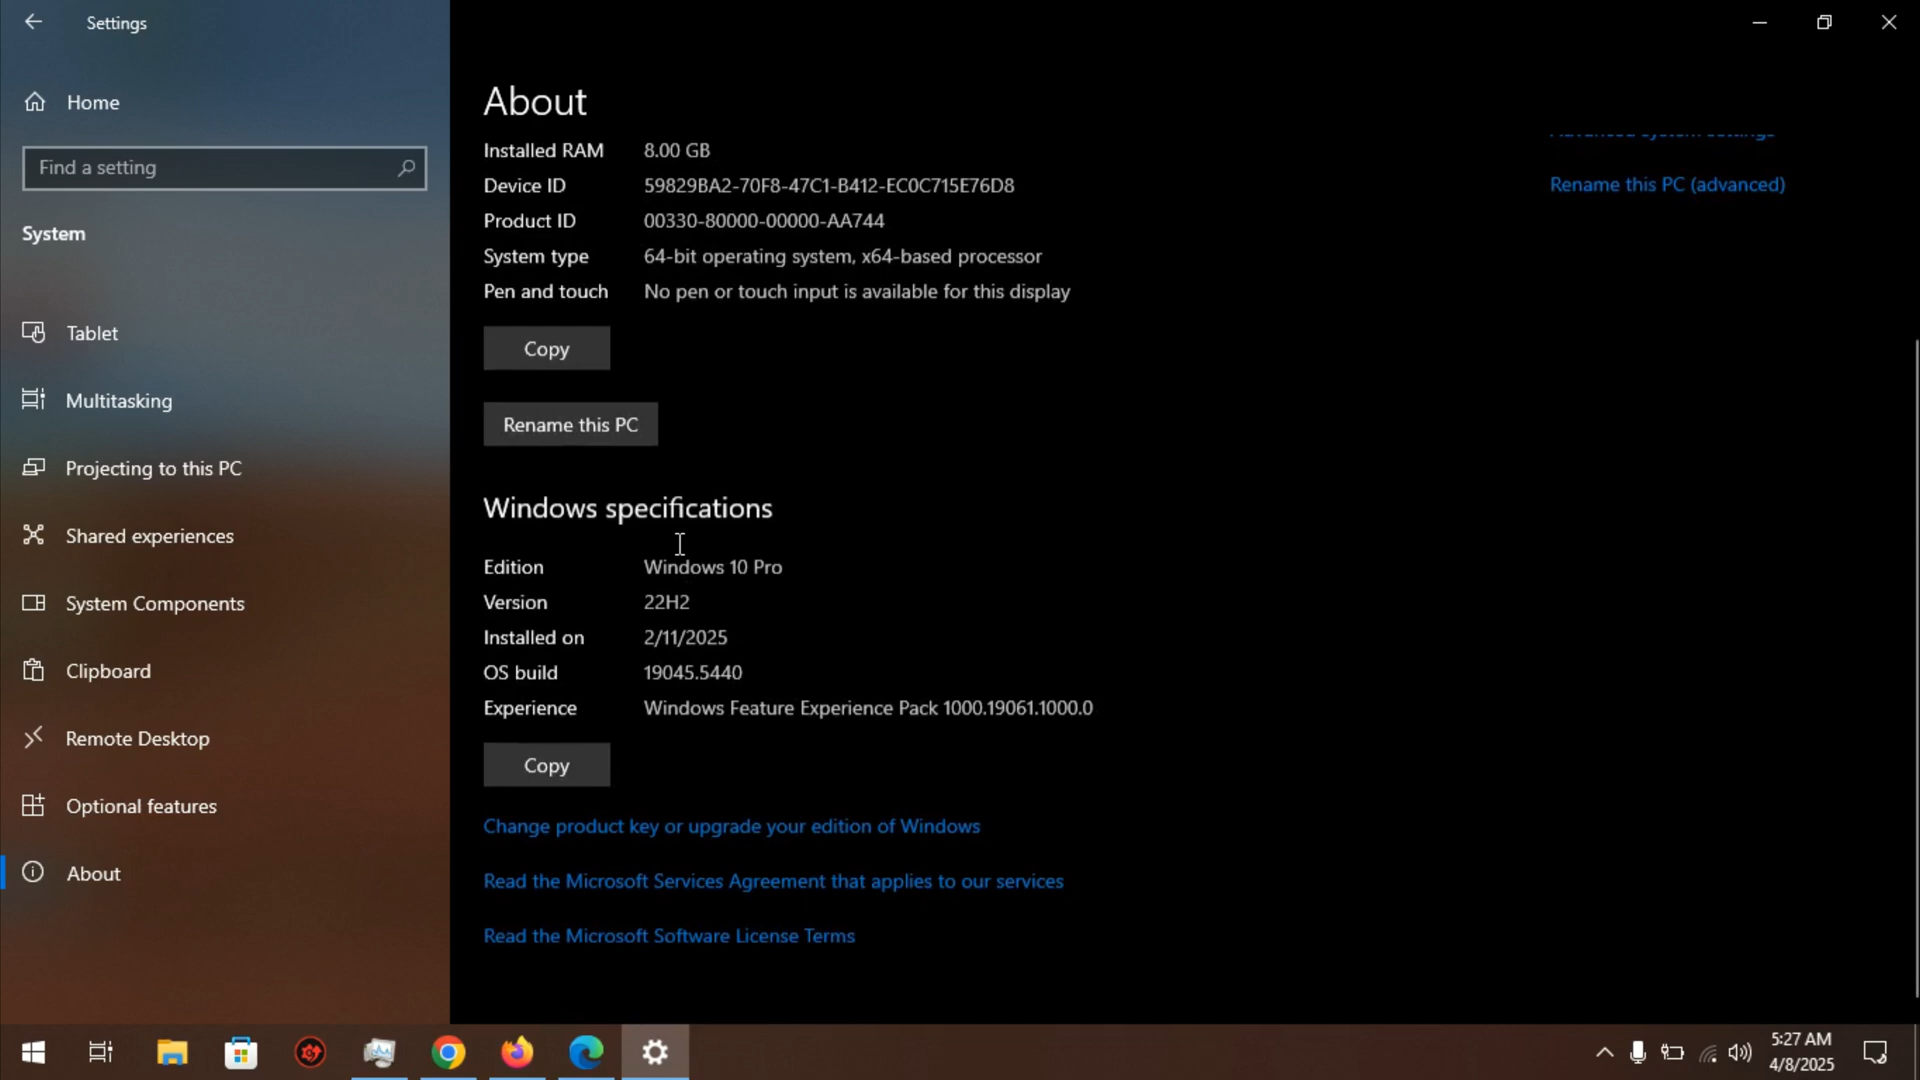 Settings
Home
Find a setting
System
Tablet
Multitasking
Projecting to this PC
Shared experiences
System Components
Clipboard
Remote Desktop
Optional features
About
About
Installed RAM 8.00 GB
Device ID 59829BA2-70F8-47C1-B412-EC0C715E76D8
Product ID 00330-80000-00000-AA744
System type 64-bit operating system, x64-based processor
Pen and touch No pen or touch input is available for this display
Copy
Rename this PC
Windows specifications
Edition Windows 10 Pro
Version 22H2
Installed on 2/11/2025
OS build 19045.5440
Experience Windows Feature Experience Pack 1000.19061.1000.0
Copy
Change product key or upgrade your edition of Windows
Read the Microsoft Services Agreement that applies to our services
Read the Microsoft Software License Terms
Advanced system settings
Rename this PC (advanced)
5:27 AM
4/8/2025